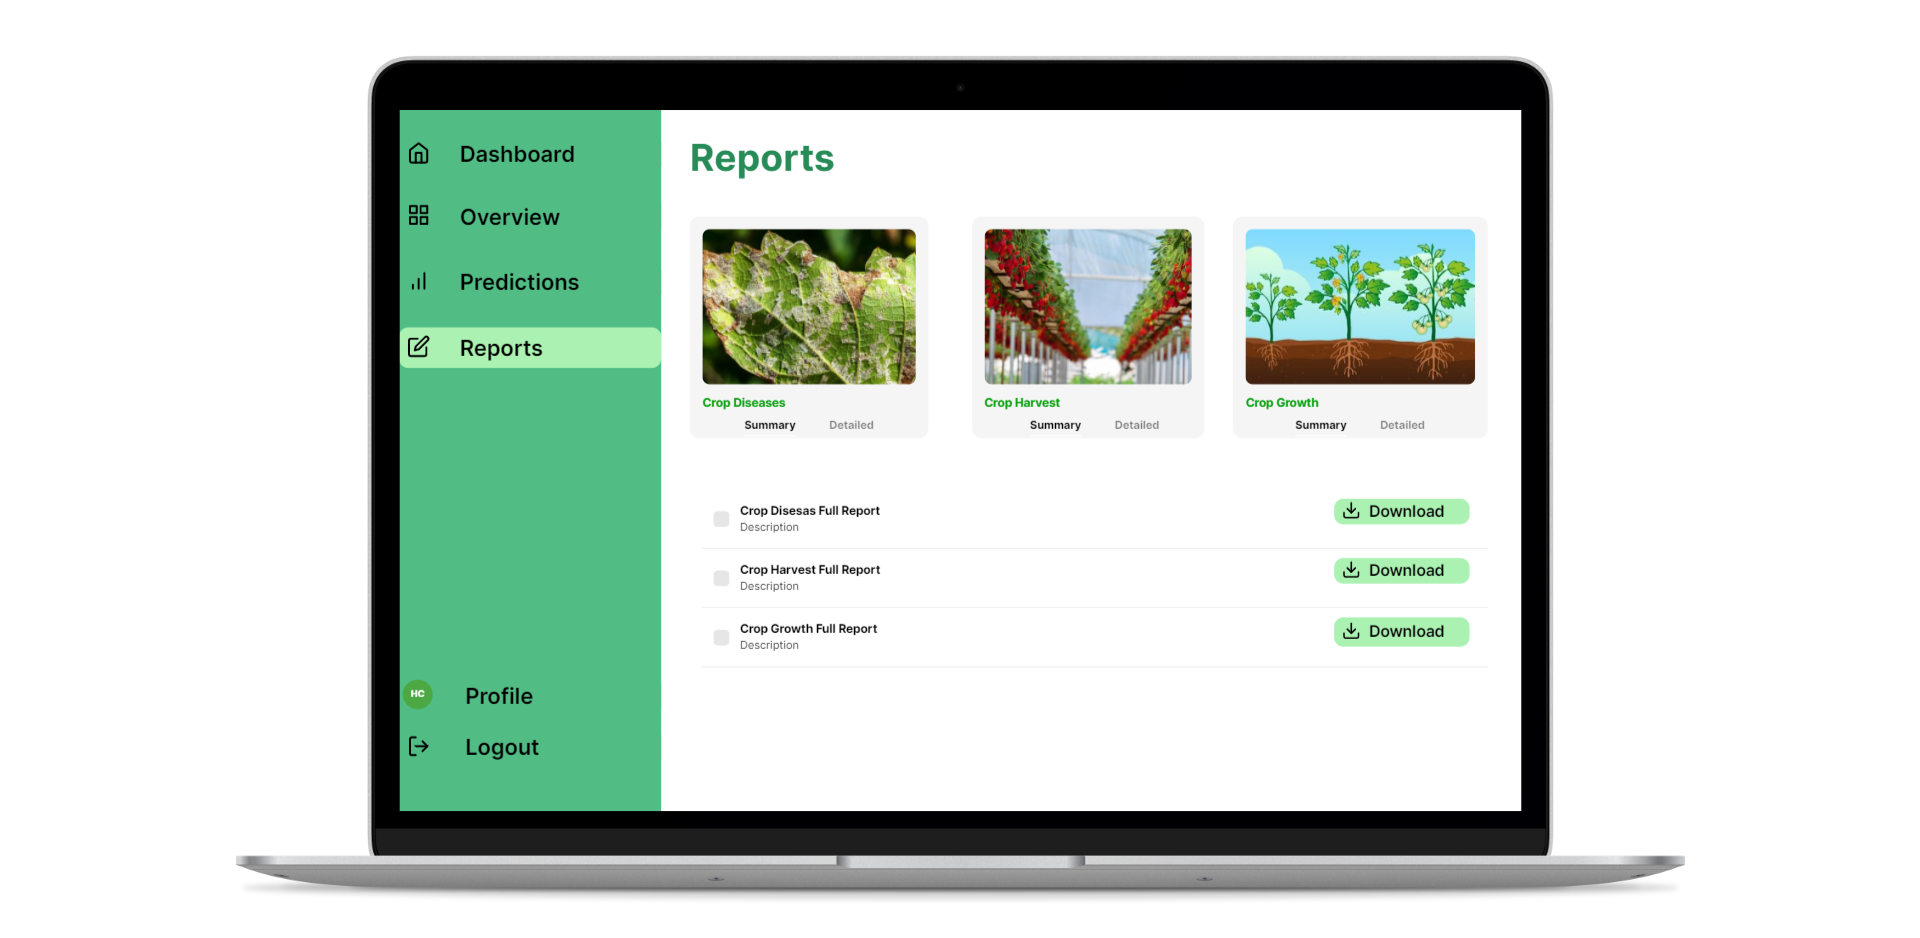 Dashboard
Overview
Predictions
Reports
HC
Profile
Logout
Reports
Crop Diseases
Summary Detailed
Crop Harvest
Summary Detailed
Crop Growth
Summary Detailed
Crop Disesas Full Report
Description
Download
Crop Harvest Full Report
Description
Download
Crop Growth Full Report
Description
Download